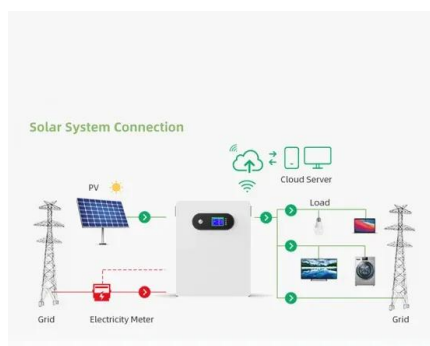 Solar System Connection
PV
Cloud Server
Load
Grid
Electricity Meter
Grid